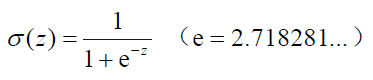 σ(z) = 1 / (1 + e^{-z}) （e = 2.718281...）